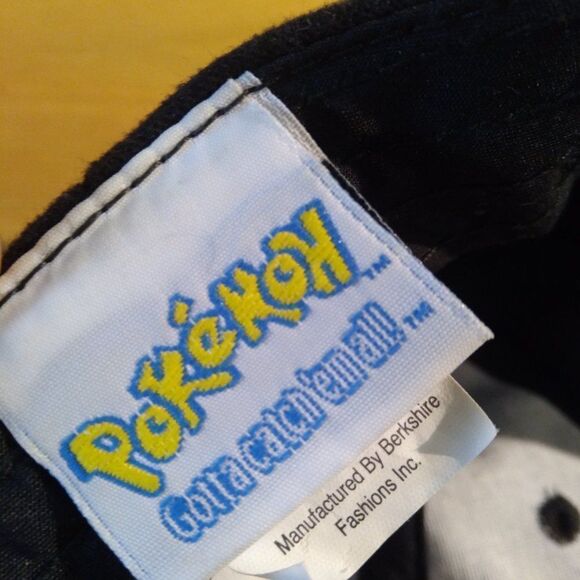 POKéMON™
Gotta catch 'em all!™
Manufactured By Berkshire
Fashions Inc.